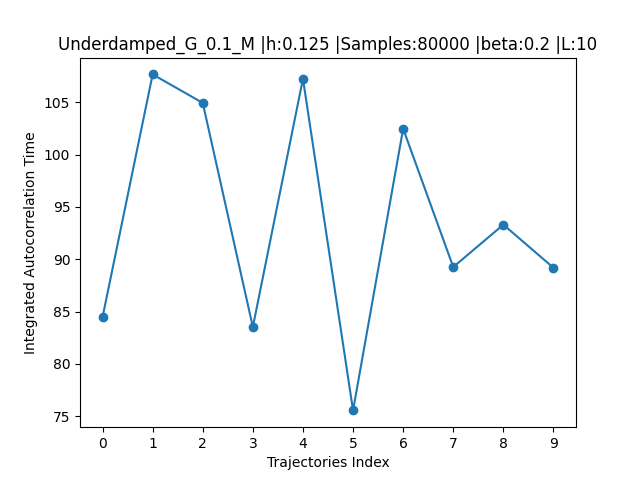 Underdamped_G_0.1_M |h:0.125 |Samples:80000 |beta:0.2 |L:10
Integrated Autocorrelation Time
105
100
95
90
85
80
75
0 1 2 3 4 5 6 7 8 9
Trajectories Index